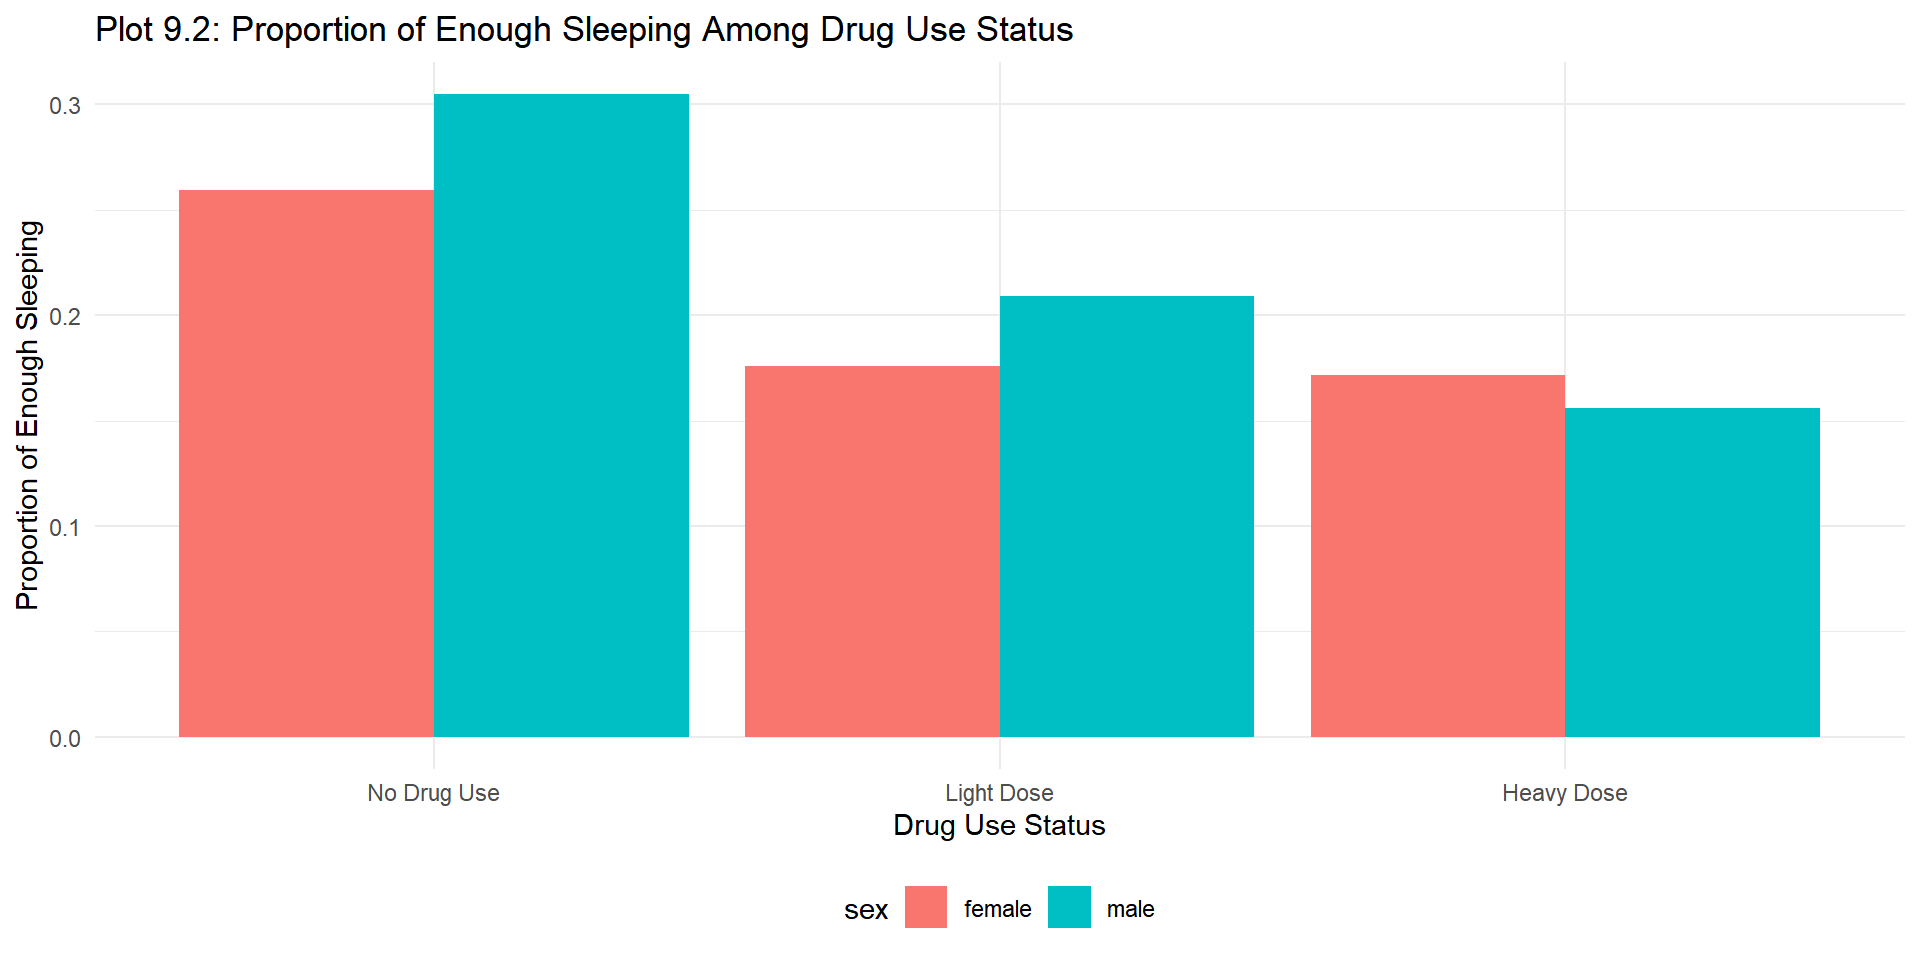 Plot 9.2: Proportion of Enough Sleeping Among Drug Use Status
Proportion of Enough Sleeping
0.3
0.2
0.1
0.0
No Drug Use
Light Dose
Heavy Dose
Drug Use Status
sex
female
male